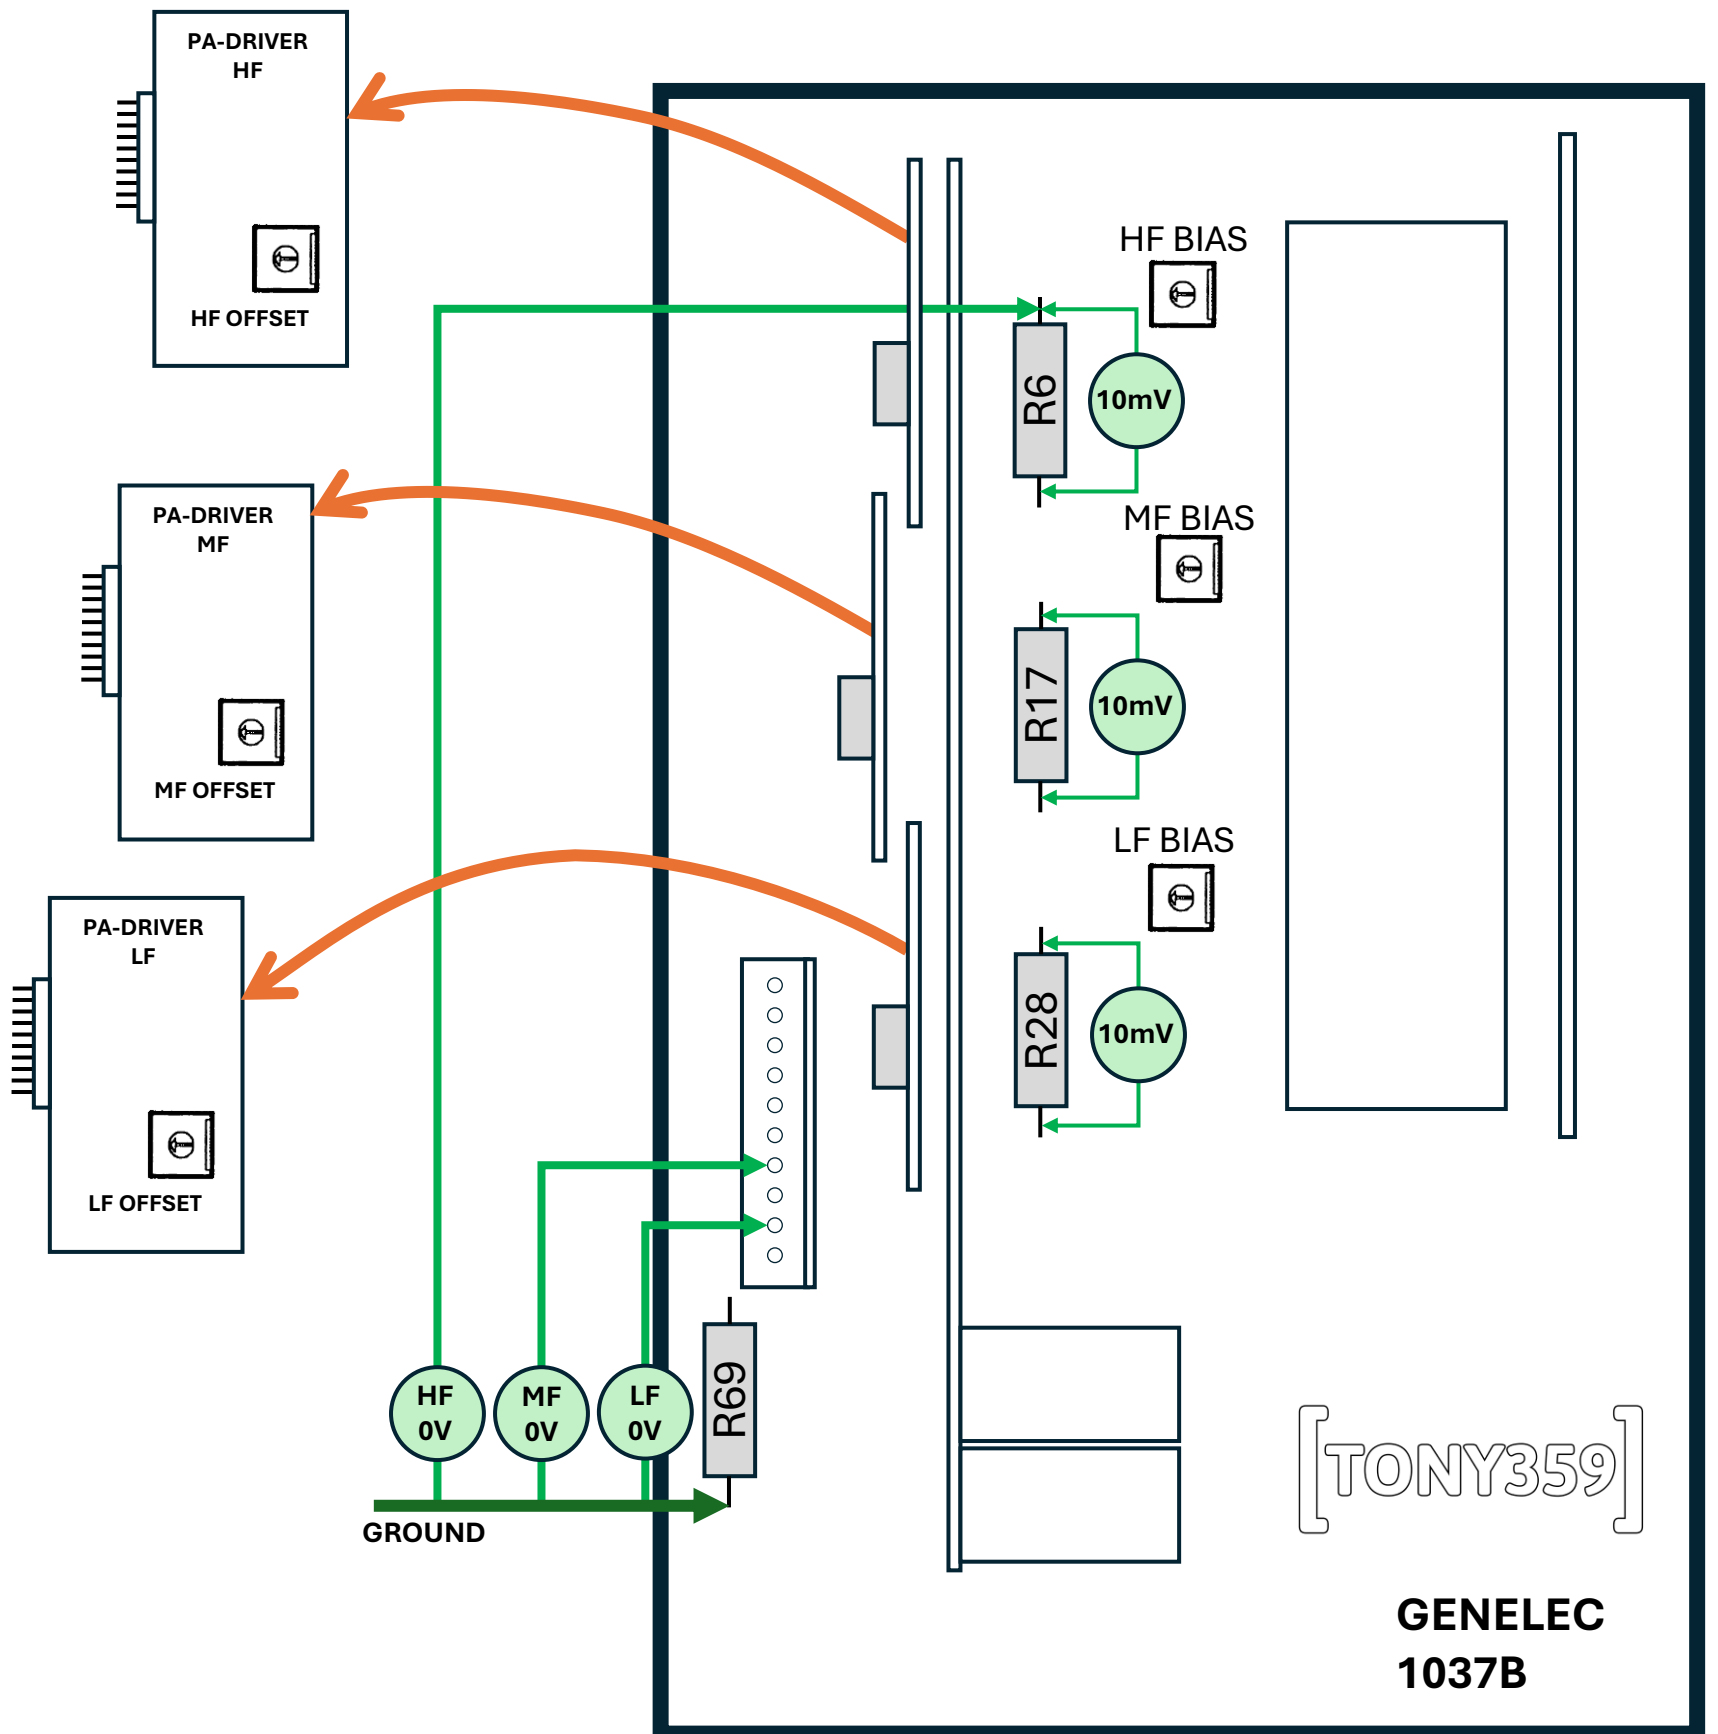 PA-DRIVER
HF
HF OFFSET
HF BIAS
R6
10mV
PA-DRIVER
MF
MF OFFSET
MF BIAS
R17
10mV
PA-DRIVER
LF
LF OFFSET
LF BIAS
R28
10mV
HF
0V
MF
0V
LF
0V
R69
GROUND
[TONY359]
GENELEC
1037B